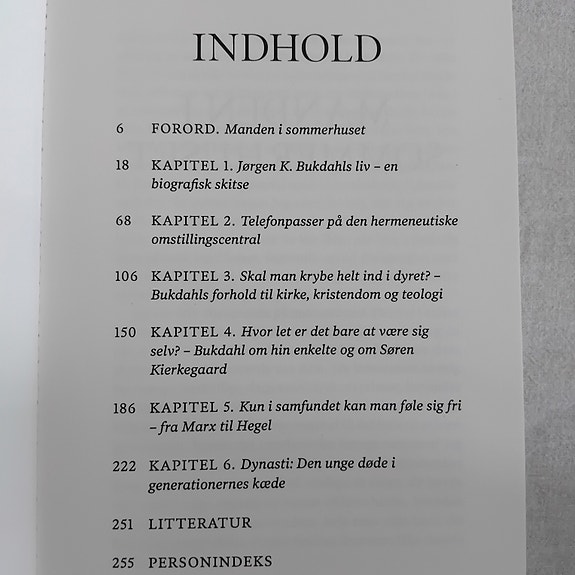 INDHOLD
6 FORORD. Manden i sommerhuset
18 KAPITEL 1. Jørgen K. Bukdahls liv – en
biografisk skitse
68 KAPITEL 2. Telefonpasser på den hermeneutiske
omstillingscentral
106 KAPITEL 3. Skal man krybe helt ind i dyret? –
Bukdahls forhold til kirke, kristendom og teologi
150 KAPITEL 4. Hvor let er det bare at være sig
selv? – Bukdahl om hin enkelte og om Søren
Kierkegaard
186 KAPITEL 5. Kun i samfundet kan man føle sig fri
– fra Marx til Hegel
222 KAPITEL 6. Dynasti: Den unge døde i
generationernes kæde
251 LITTERATUR
255 PERSONINDEKS